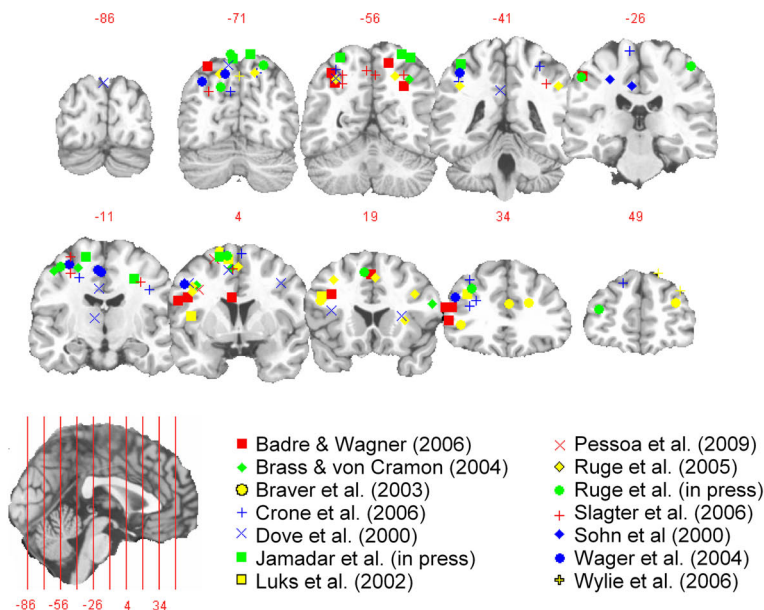 -86 -71 -56 -41 -26
-11 4 19 34 49
Badre & Wagner (2006)
Brass & von Cramon (2004)
Braver et al. (2003)
Crone et al. (2006)
Dove et al. (2000)
Jamadar et al. (in press)
Luks et al. (2002)
Pessoa et al. (2009)
Ruge et al. (2005)
Ruge et al. (in press)
Slagter et al. (2006)
Sohn et al (2000)
Wager et al. (2004)
Wylie et al. (2006)
-86 -56 -26 4 34